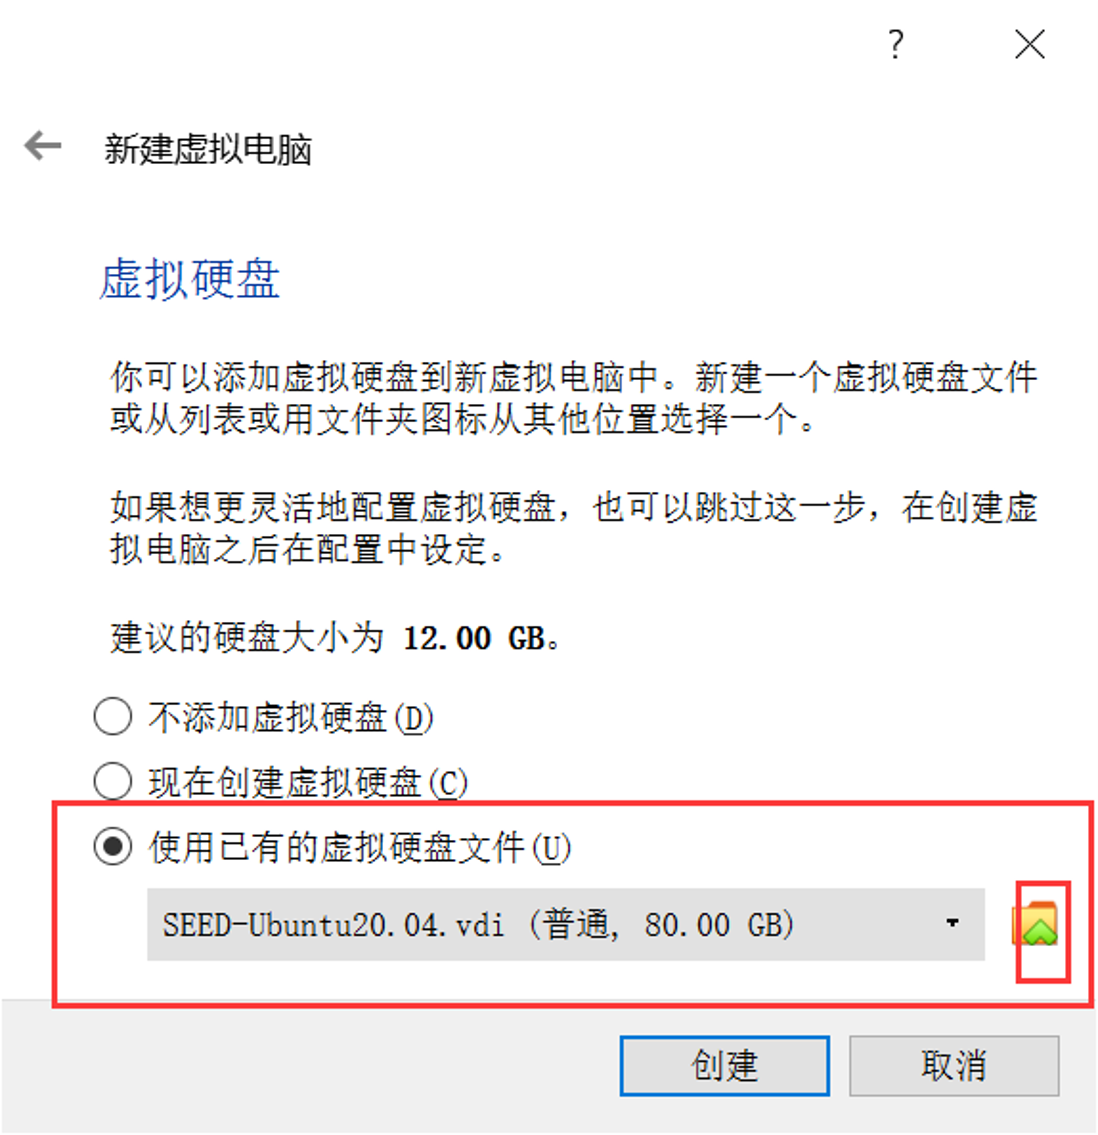 ?
新建虚拟电脑
虚拟硬盘
你可以添加虚拟硬盘到新虚拟电脑中。新建一个虚拟硬盘文件
或从列表或用文件夹图标从其他位置选择一个。
如果想更灵活地配置虚拟硬盘，也可以跳过这一步，在创建虚
拟电脑之后在配置中设定。
建议的硬盘大小为 12.00 GB。
不添加虚拟硬盘(D)
现在创建虚拟硬盘(C)
使用已有的虚拟硬盘文件(U)
SEED-Ubuntu20.04.vdi (普通, 80.00 GB)
创建
取消